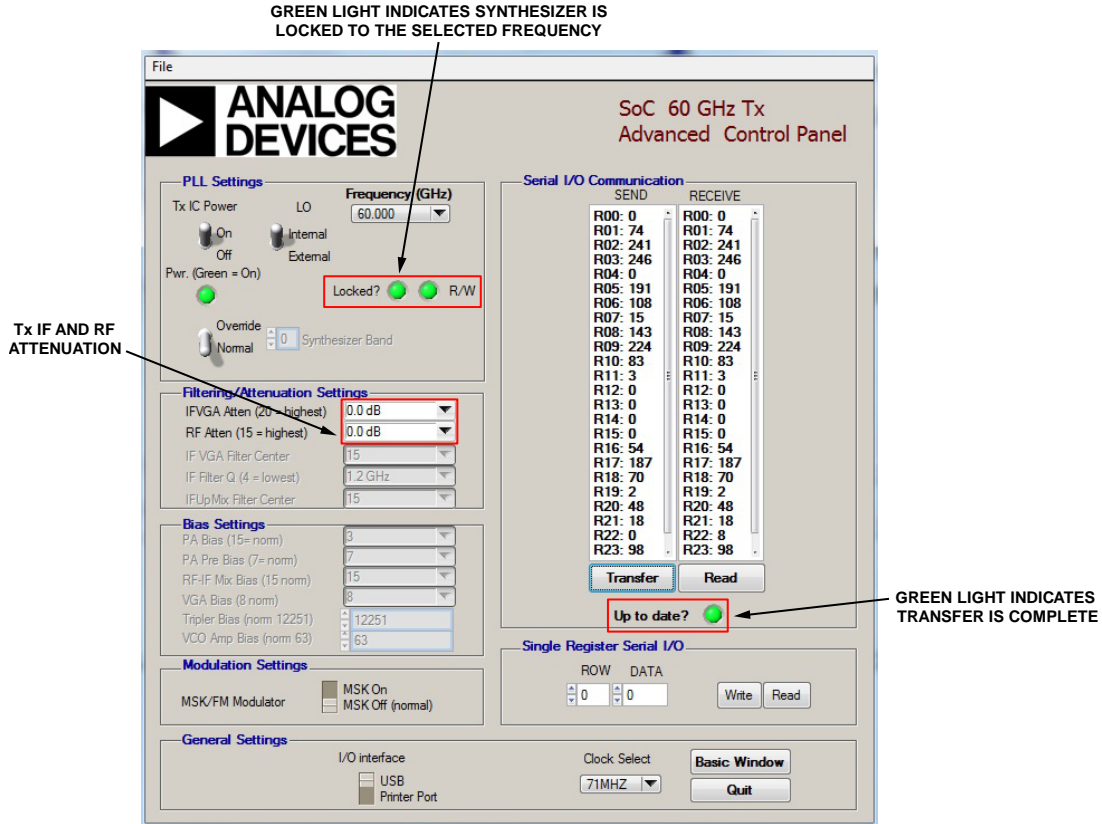 GREEN LIGHT INDICATES SYNTHESIZER IS
LOCKED TO THE SELECTED FREQUENCY
File
ANALOG
DEVICES
SoC 60 GHz Tx
Advanced Control Panel
PLL Settings
Tx IC Power
LO
Frequency (GHz)
60.000
On
Off
Internal
External
Pwr. (Green = On)
Locked?
R/W
Override
Normal
0
Synthesizer Band
Tx IF AND RF
ATTENUATION
Filtering/Attenuation Settings
IFVGA Atten (20 = highest) 0.0 dB
RF Atten (15 = highest) 0.0 dB
IF VGA Filter Center 15
IF Filter Q (4 = lowest) 1.2 GHz
IFUpMix Filter Center 15
Bias Settings
PA Bias (15= norm) 3
PA Pre Bias (7= norm) 7
RF-IF Mix Bias (15 norm) 15
VGA Bias (8 norm) 8
Tripler Bias (norm 12251) 12251
VCO Amp Bias (norm 63) 63
Modulation Settings
MSK/FM Modulator
MSK On
MSK Off (normal)
Serial I/O Communication
SEND RECEIVE
R00: 0 R00: 0
R01: 74 R01: 74
R02: 241 R02: 241
R03: 246 R03: 246
R04: 0 R04: 0
R05: 191 R05: 191
R06: 108 R06: 108
R07: 15 R07: 15
R08: 143 R08: 143
R09: 224 R09: 224
R10: 83 R10: 83
R11: 3 R11: 3
R12: 0 R12: 0
R13: 0 R13: 0
R14: 0 R14: 0
R15: 0 R15: 0
R16: 54 R16: 54
R17: 187 R17: 187
R18: 70 R18: 70
R19: 2 R19: 2
R20: 48 R20: 48
R21: 18 R21: 18
R22: 0 R22: 8
R23: 98 R23: 98
Transfer Read
Up to date?
GREEN LIGHT INDICATES
TRANSFER IS COMPLETE
Single Register Serial I/O
ROW DATA
0 0 Write Read
General Settings
I/O interface
USB
Printer Port
Clock Select
71MHZ
Basic Window
Quit